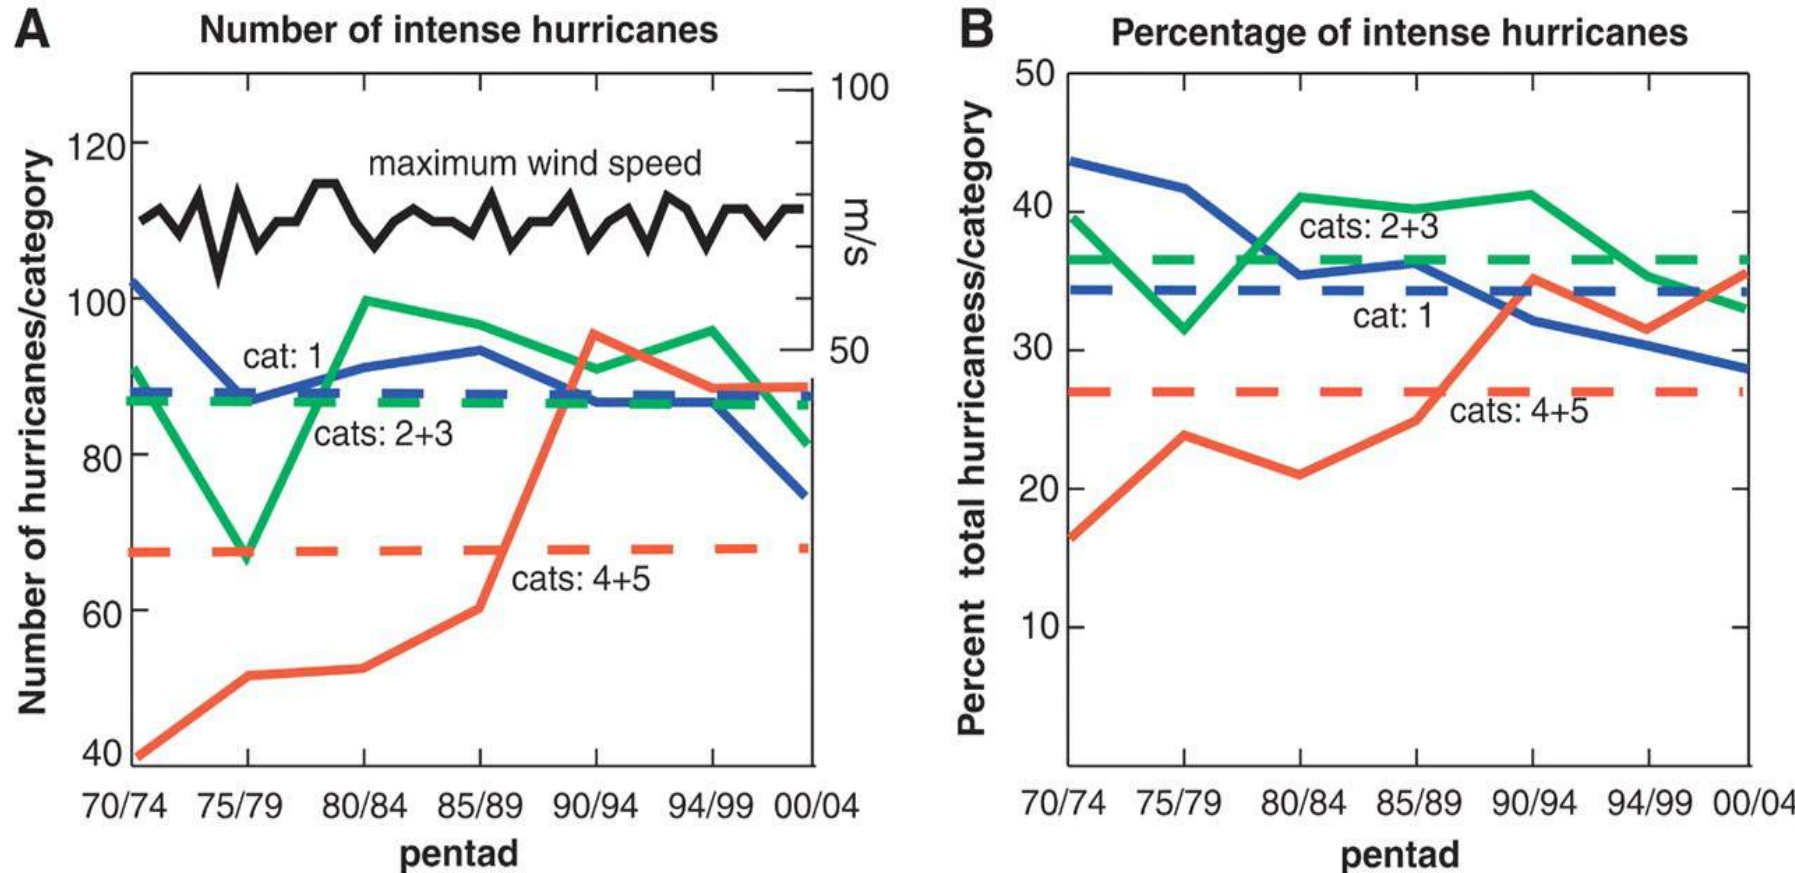 A
Number of intense hurricanes
Number of hurricanes/category
120
100
80
60
40
100
50
m/s
maximum wind speed
cat: 1
cats: 2+3
cats: 4+5
70/74 75/79 80/84 85/89 90/94 94/99 00/04
pentad
B
Percentage of intense hurricanes
Percent total hurricaness/category
50
40
30
20
10
cats: 2+3
cat: 1
cats: 4+5
70/74 75/79 80/84 85/89 90/94 94/99 00/04
pentad